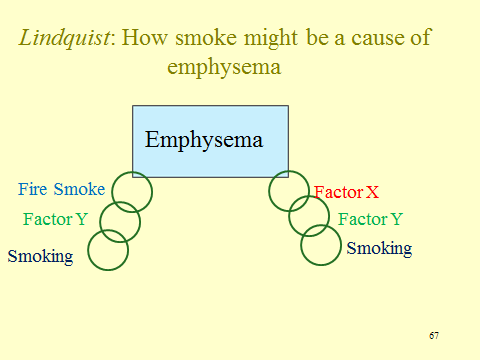 Lindquist: How smoke might be a cause of
emphysema
Emphysema
Fire Smoke
Factor Y
Smoking
Factor X
Factor Y
Smoking
67